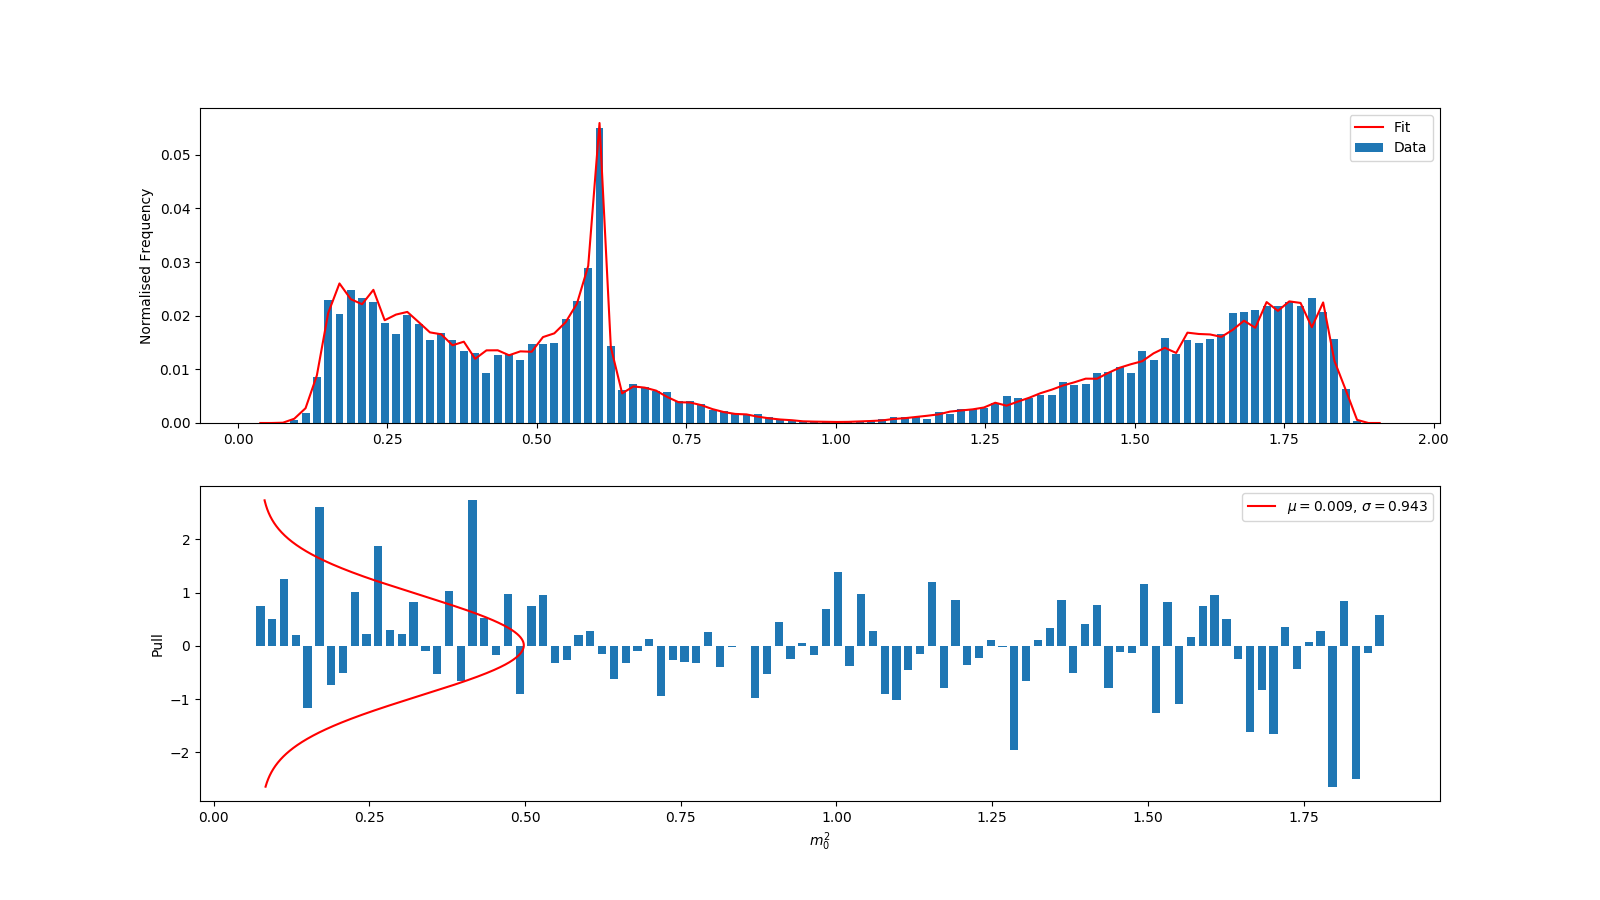 Fit
Data
Normalised Frequency
0.05
0.04
0.03
0.02
0.01
0.00
0.00 0.25 0.50 0.75 1.00 1.25 1.50 1.75 2.00
μ = 0.009, σ = 0.943
Pull
2
1
0
−1
−2
0.00 0.25 0.50 0.75 1.00 1.25 1.50 1.75
m₀²